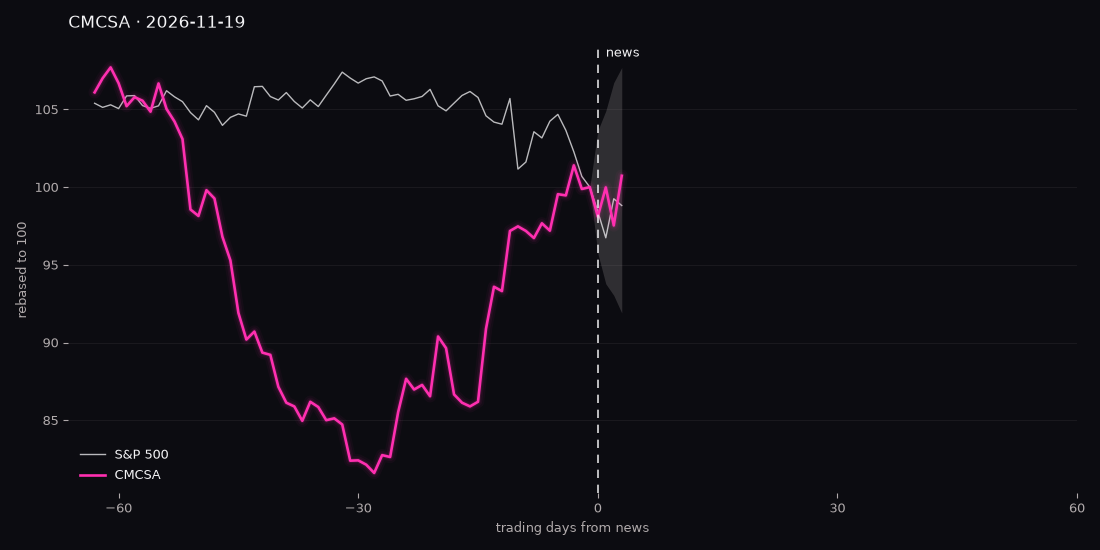 CMCSA · 2026-11-19
news
105
100
95
90
85
rebased to 100
S&P 500
CMCSA
−60
−30
0
30
60
trading days from news